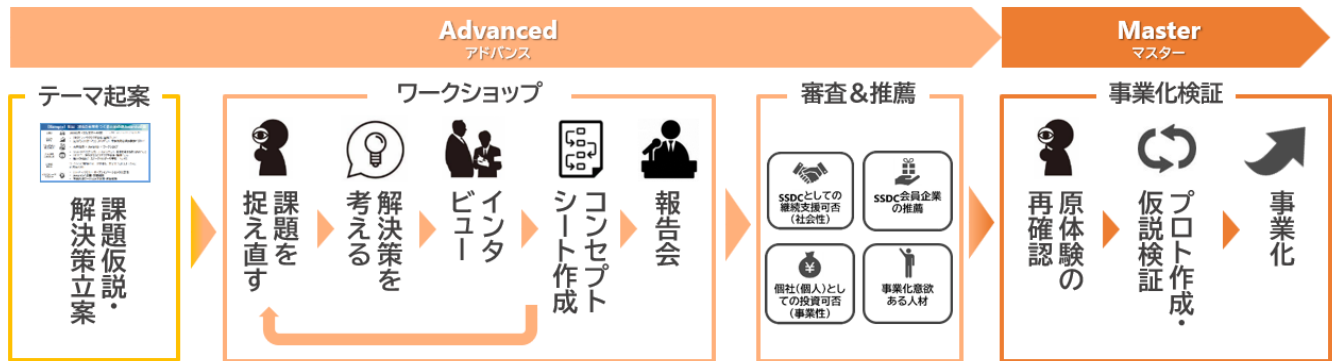 Advanced
アドバンス
Master
マスター
テーマ起案
課題仮説・
解決策立案
ワークショップ
課題を
捉え直す
解決策を
考える
インタ
ビュー
コンセプト
シート作成
報告会
審査&推薦
SSDCとしての
継続支援可否
(社会性)
SSDC会員企業
の推薦
個社(個人)とし
ての投資可否
(事業性)
事業化意欲
ある人材
事業化検証
原体験の
再確認
プロト作成・
仮説検証
事業化